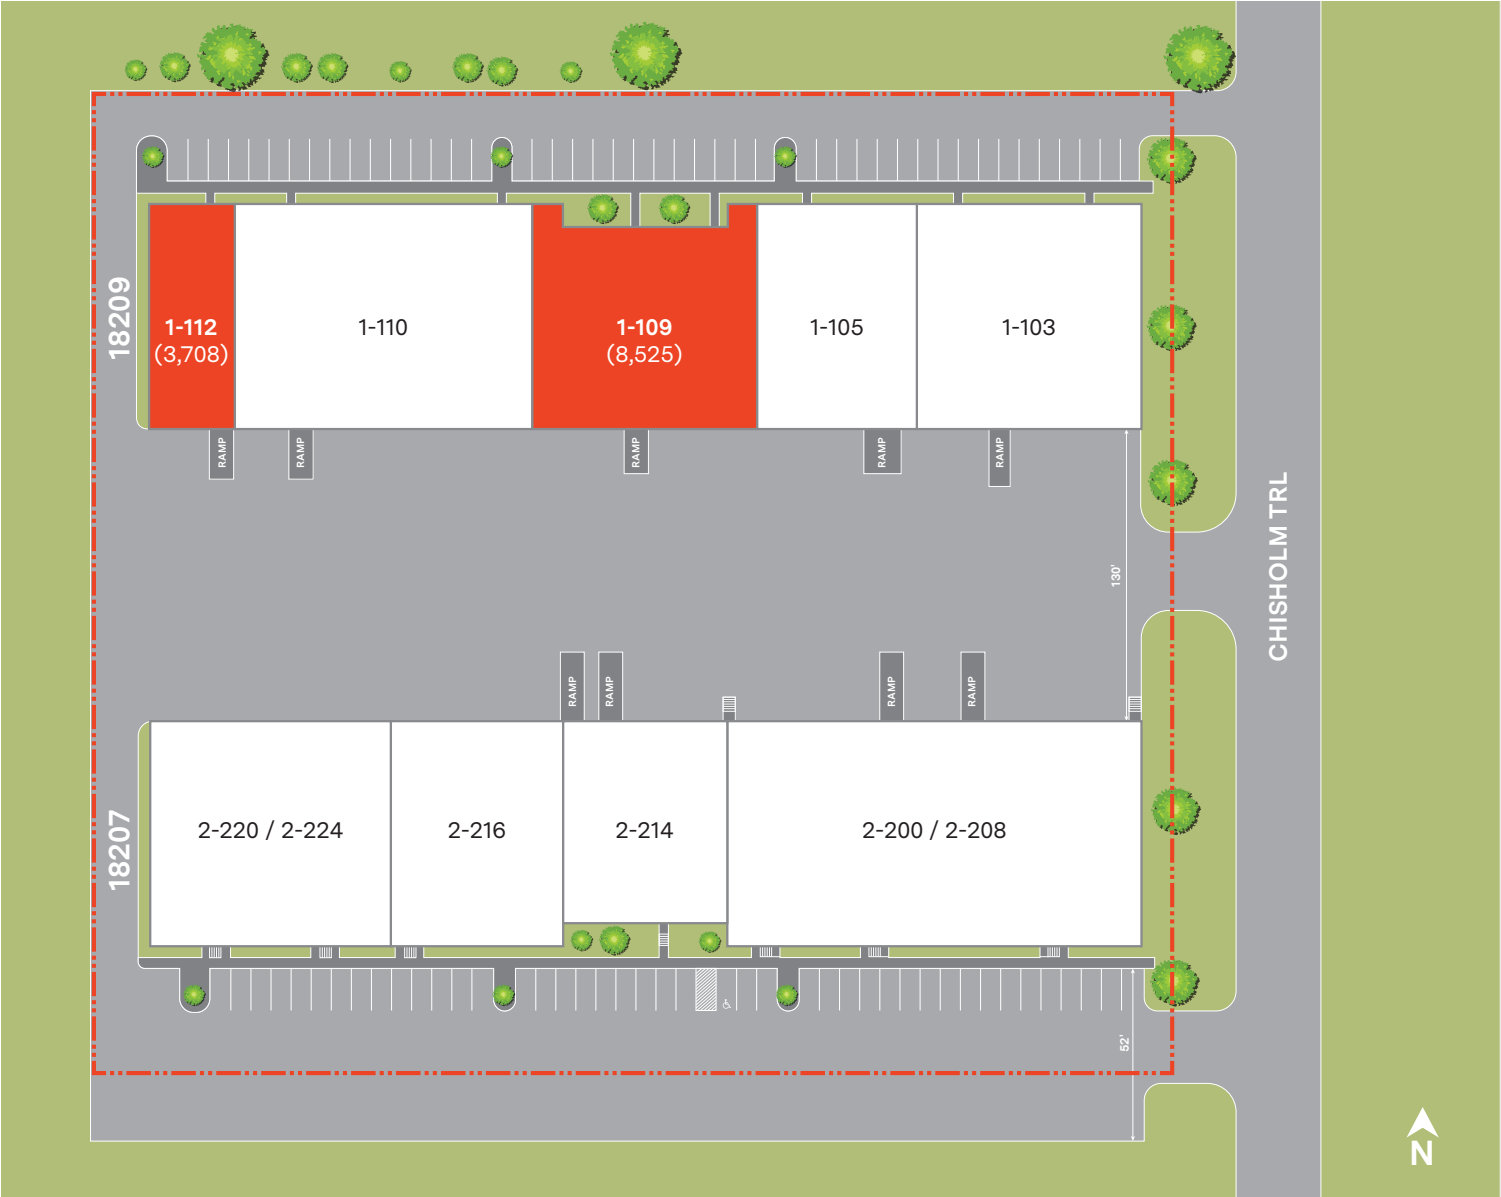 18209
1-112
(3,708)
1-110
1-109
(8,525)
1-105
1-103
RAMP
RAMP
RAMP
RAMP
RAMP
130'
CHISHOLM TRL
RAMP
RAMP
RAMP
RAMP
18207
2-220 / 2-224
2-216
2-214
2-200 / 2-208
52'
N